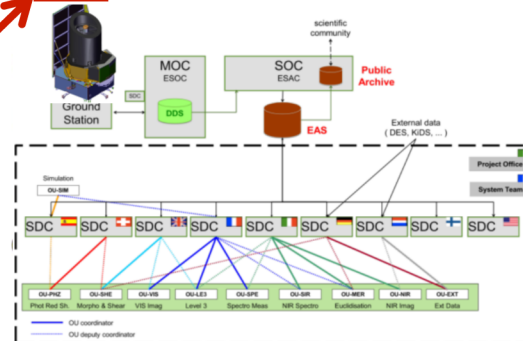 scientific
community
MOC
ESOC
SOC
ESAC
Public
Archive
SDC
DDS
Ground
Station
EAS
External data
( DES, KiDS, ... )
Project Office
System Team
Simulation
OU-SIM
SDC SDC SDC SDC SDC SDC SDC SDC SDC
OU-PHZ OU-SHE OU-VIS OU-LE3 OU-SPE OU-SIR OU-MER OU-NIR OU-EXT
Phot Red Sh. Morpho & Shear VIS Imag Level 3 Spectro Meas NIR Spectro Euclidisation NIR Imag Ext Data
OU coordinator
OU deputy coordinator